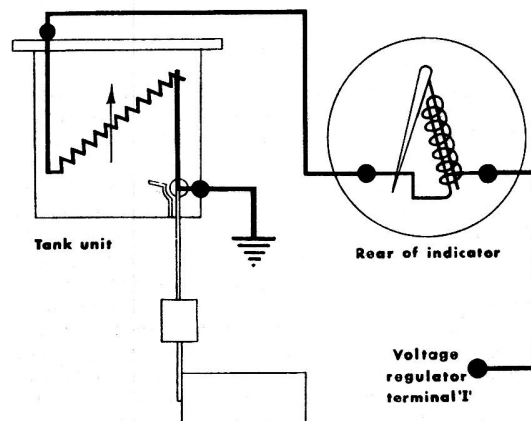 Tank unit
Rear of indicator
Voltage
regulator
terminal 'I'